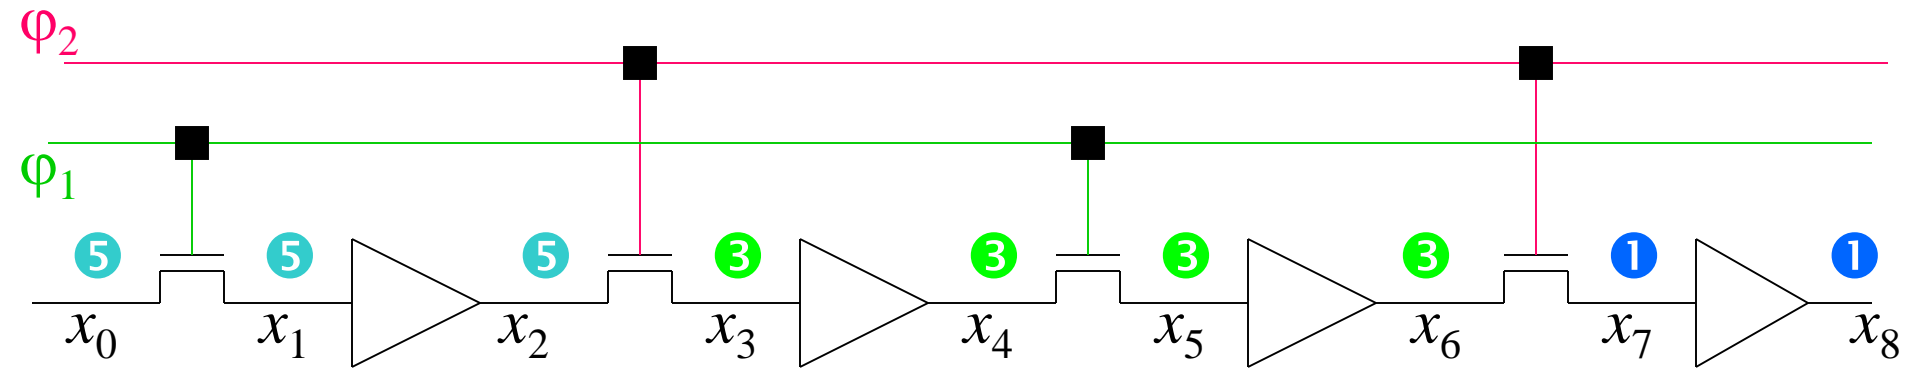 φ₂
φ₁
5 5 5 3 3 3 3 1 1
x₀ x₁ x₂ x₃ x₄ x₅ x₆ x₇ x₈